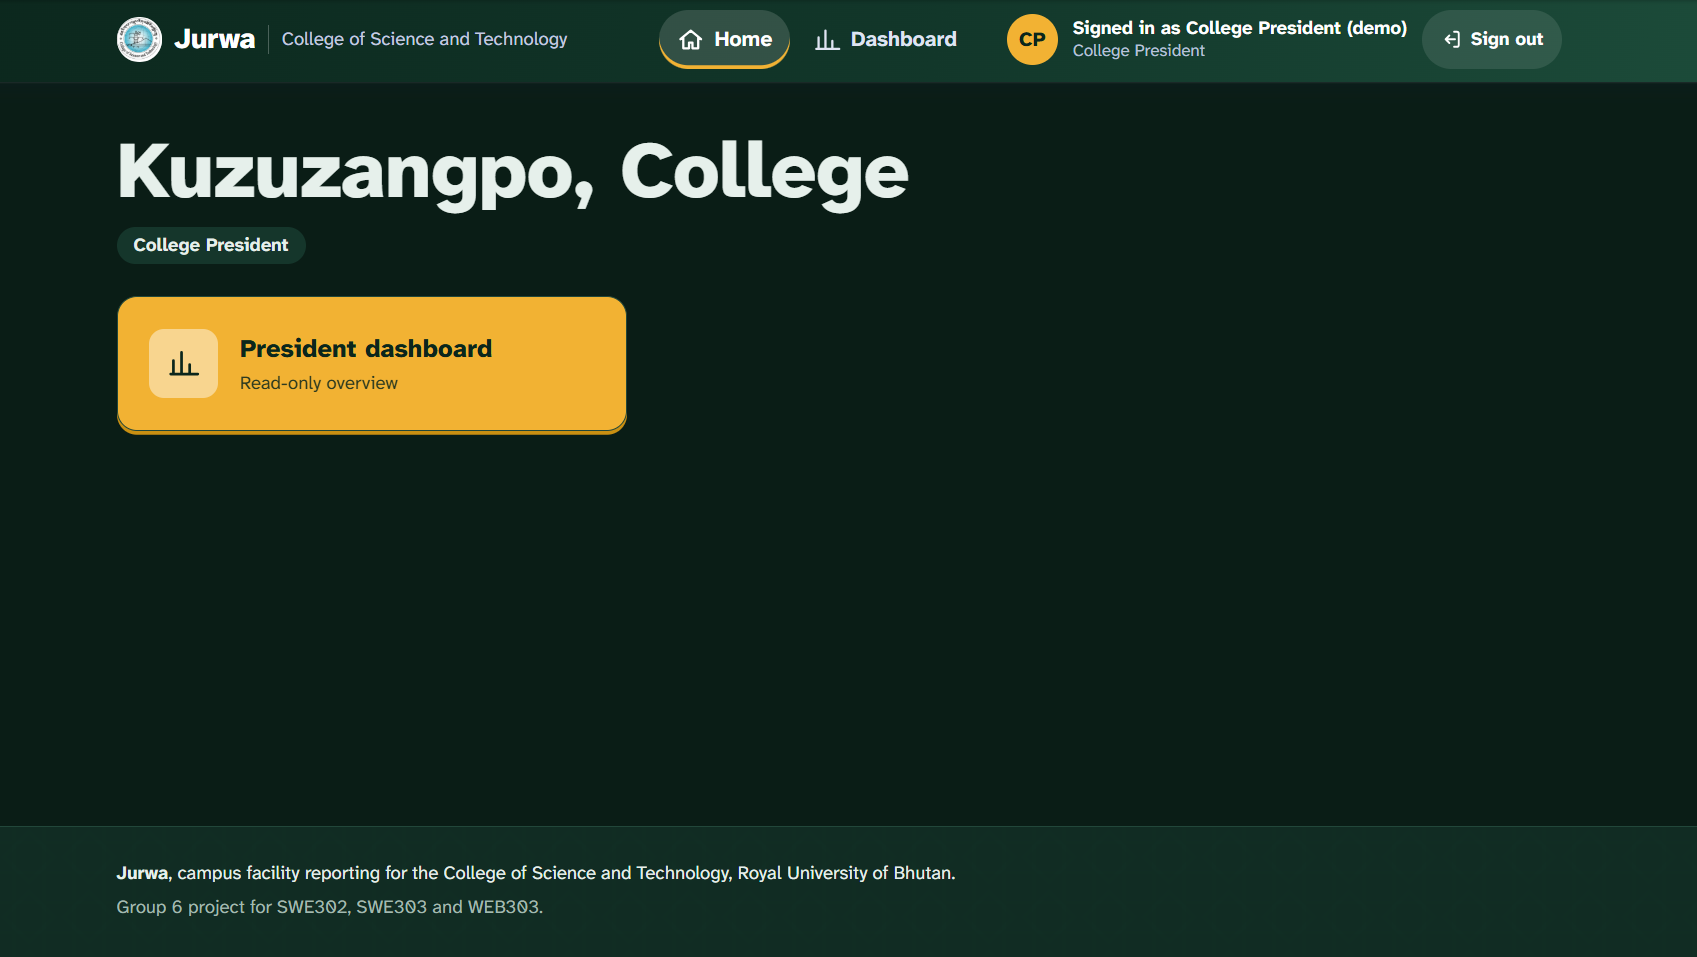 Jurwa
College of Science and Technology
Home
Dashboard
CP
Signed in as College President (demo)
College President
Sign out
Kuzuzangpo, College
College President
President dashboard
Read-only overview
Jurwa, campus facility reporting for the College of Science and Technology, Royal University of Bhutan.
Group 6 project for SWE302, SWE303 and WEB303.